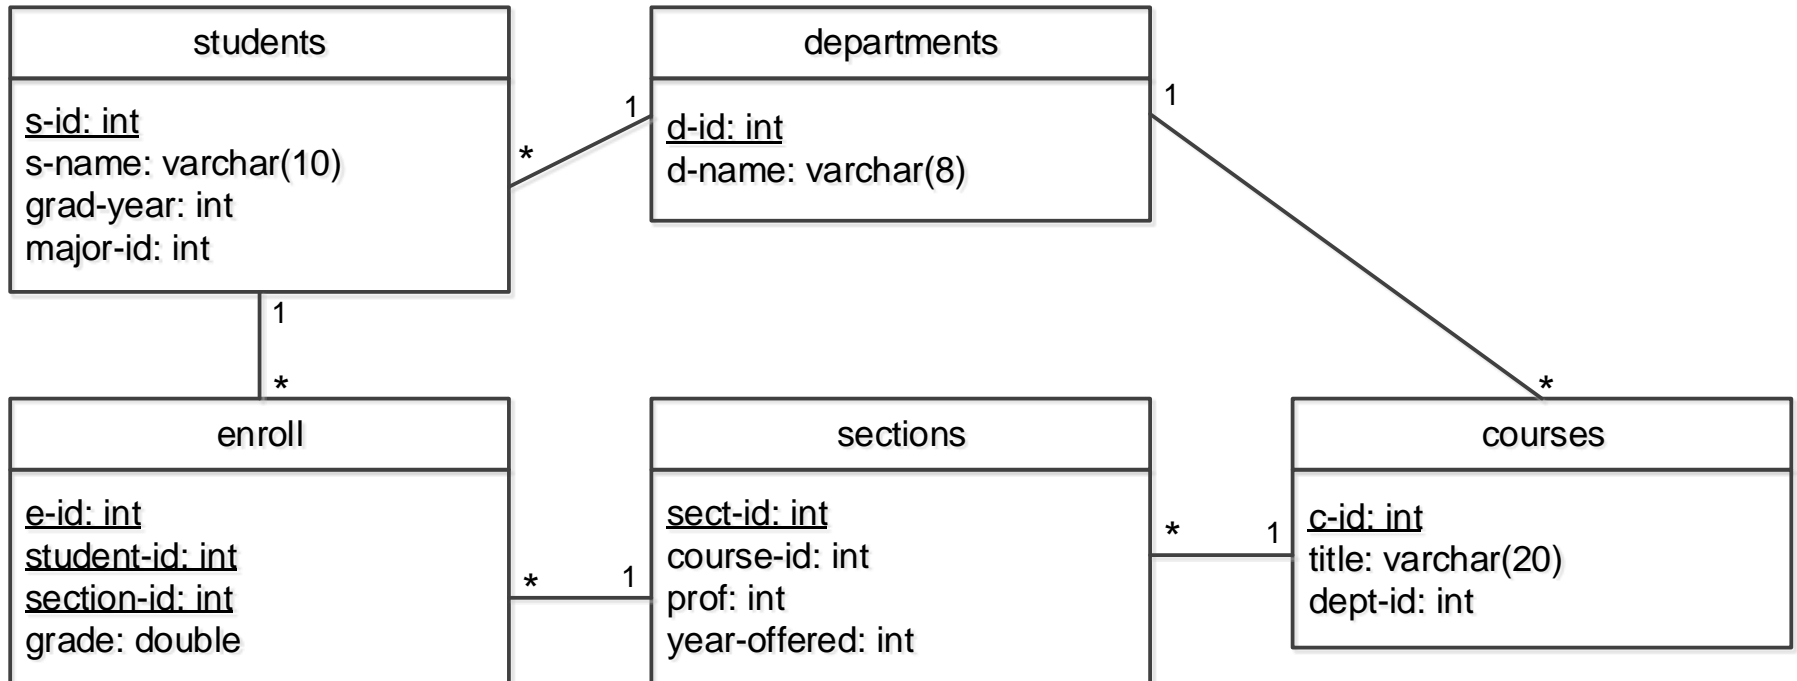 students
s-id: int
s-name: varchar(10)
grad-year: int
major-id: int
departments
d-id: int
d-name: varchar(8)
1
*
1
*
1
*
enroll
e-id: int
student-id: int
section-id: int
grade: double
*
1
sections
sect-id: int
course-id: int
prof: int
year-offered: int
*
1
courses
c-id: int
title: varchar(20)
dept-id: int